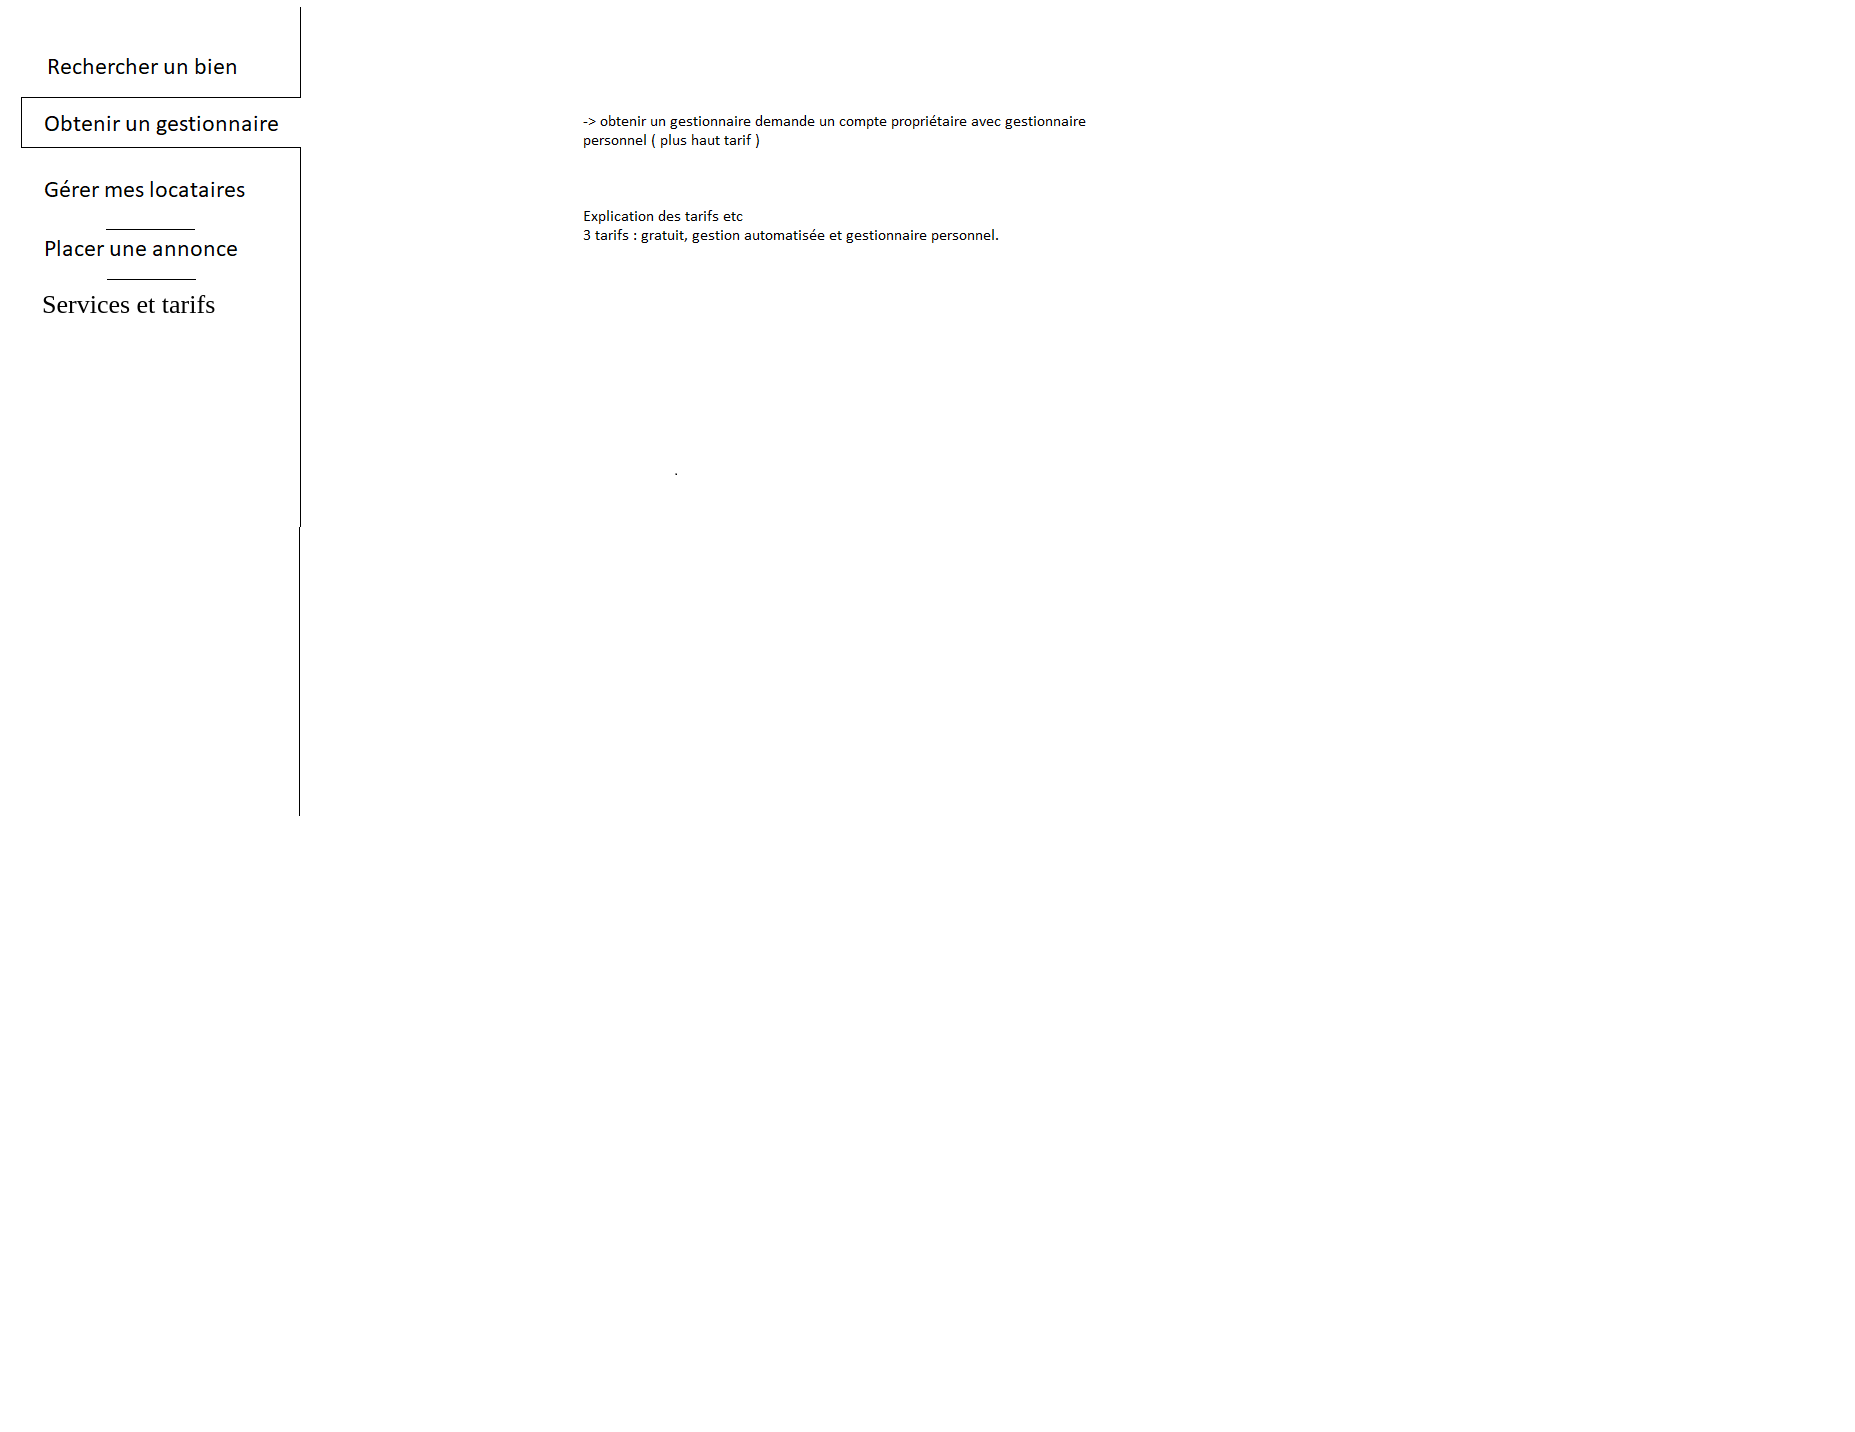 Rechercher un bien
Obtenir un gestionnaire
Gérer mes locataires
Placer une annonce
Services et tarifs
-> obtenir un gestionnaire demande un compte propriétaire avec gestionnaire
personnel ( plus haut tarif )
Explication des tarifs etc
3 tarifs : gratuit, gestion automatisée et gestionnaire personnel.
.